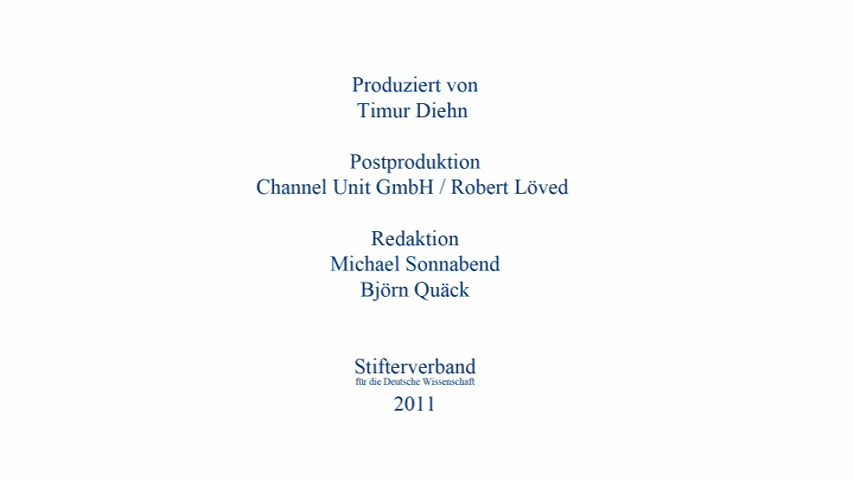 Produziert von
Timur Diehn
Postproduktion
Channel Unit GmbH / Robert Löved
Redaktion
Michael Sonnabend
Björn Quäck
Stifterverband
für die Deutsche Wissenschaft
2011